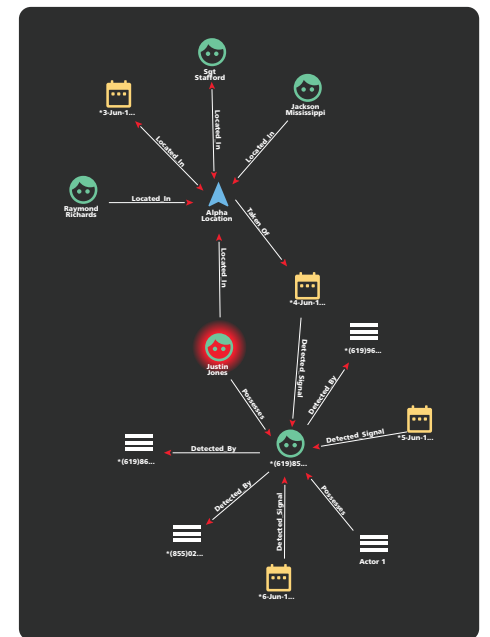 Sgt
Stafford
*3-Jun-1...
Jackson
Mississippi
Located_In
Located_In
Located_In
Raymond
Richards
Located_In
Alpha
Location
Taken_Of
Located_In
*4-Jun-1...
*(619)96...
Detected_Signal
Justin
Jones
Detected_By
Possesses
*5-Jun-1...
Detected_Signal
*(619)86...
Detected_By
*(619)85...
Detected_By
Possesses
Detected_Signal
*(855)02...
Actor 1
*6-Jun-1...